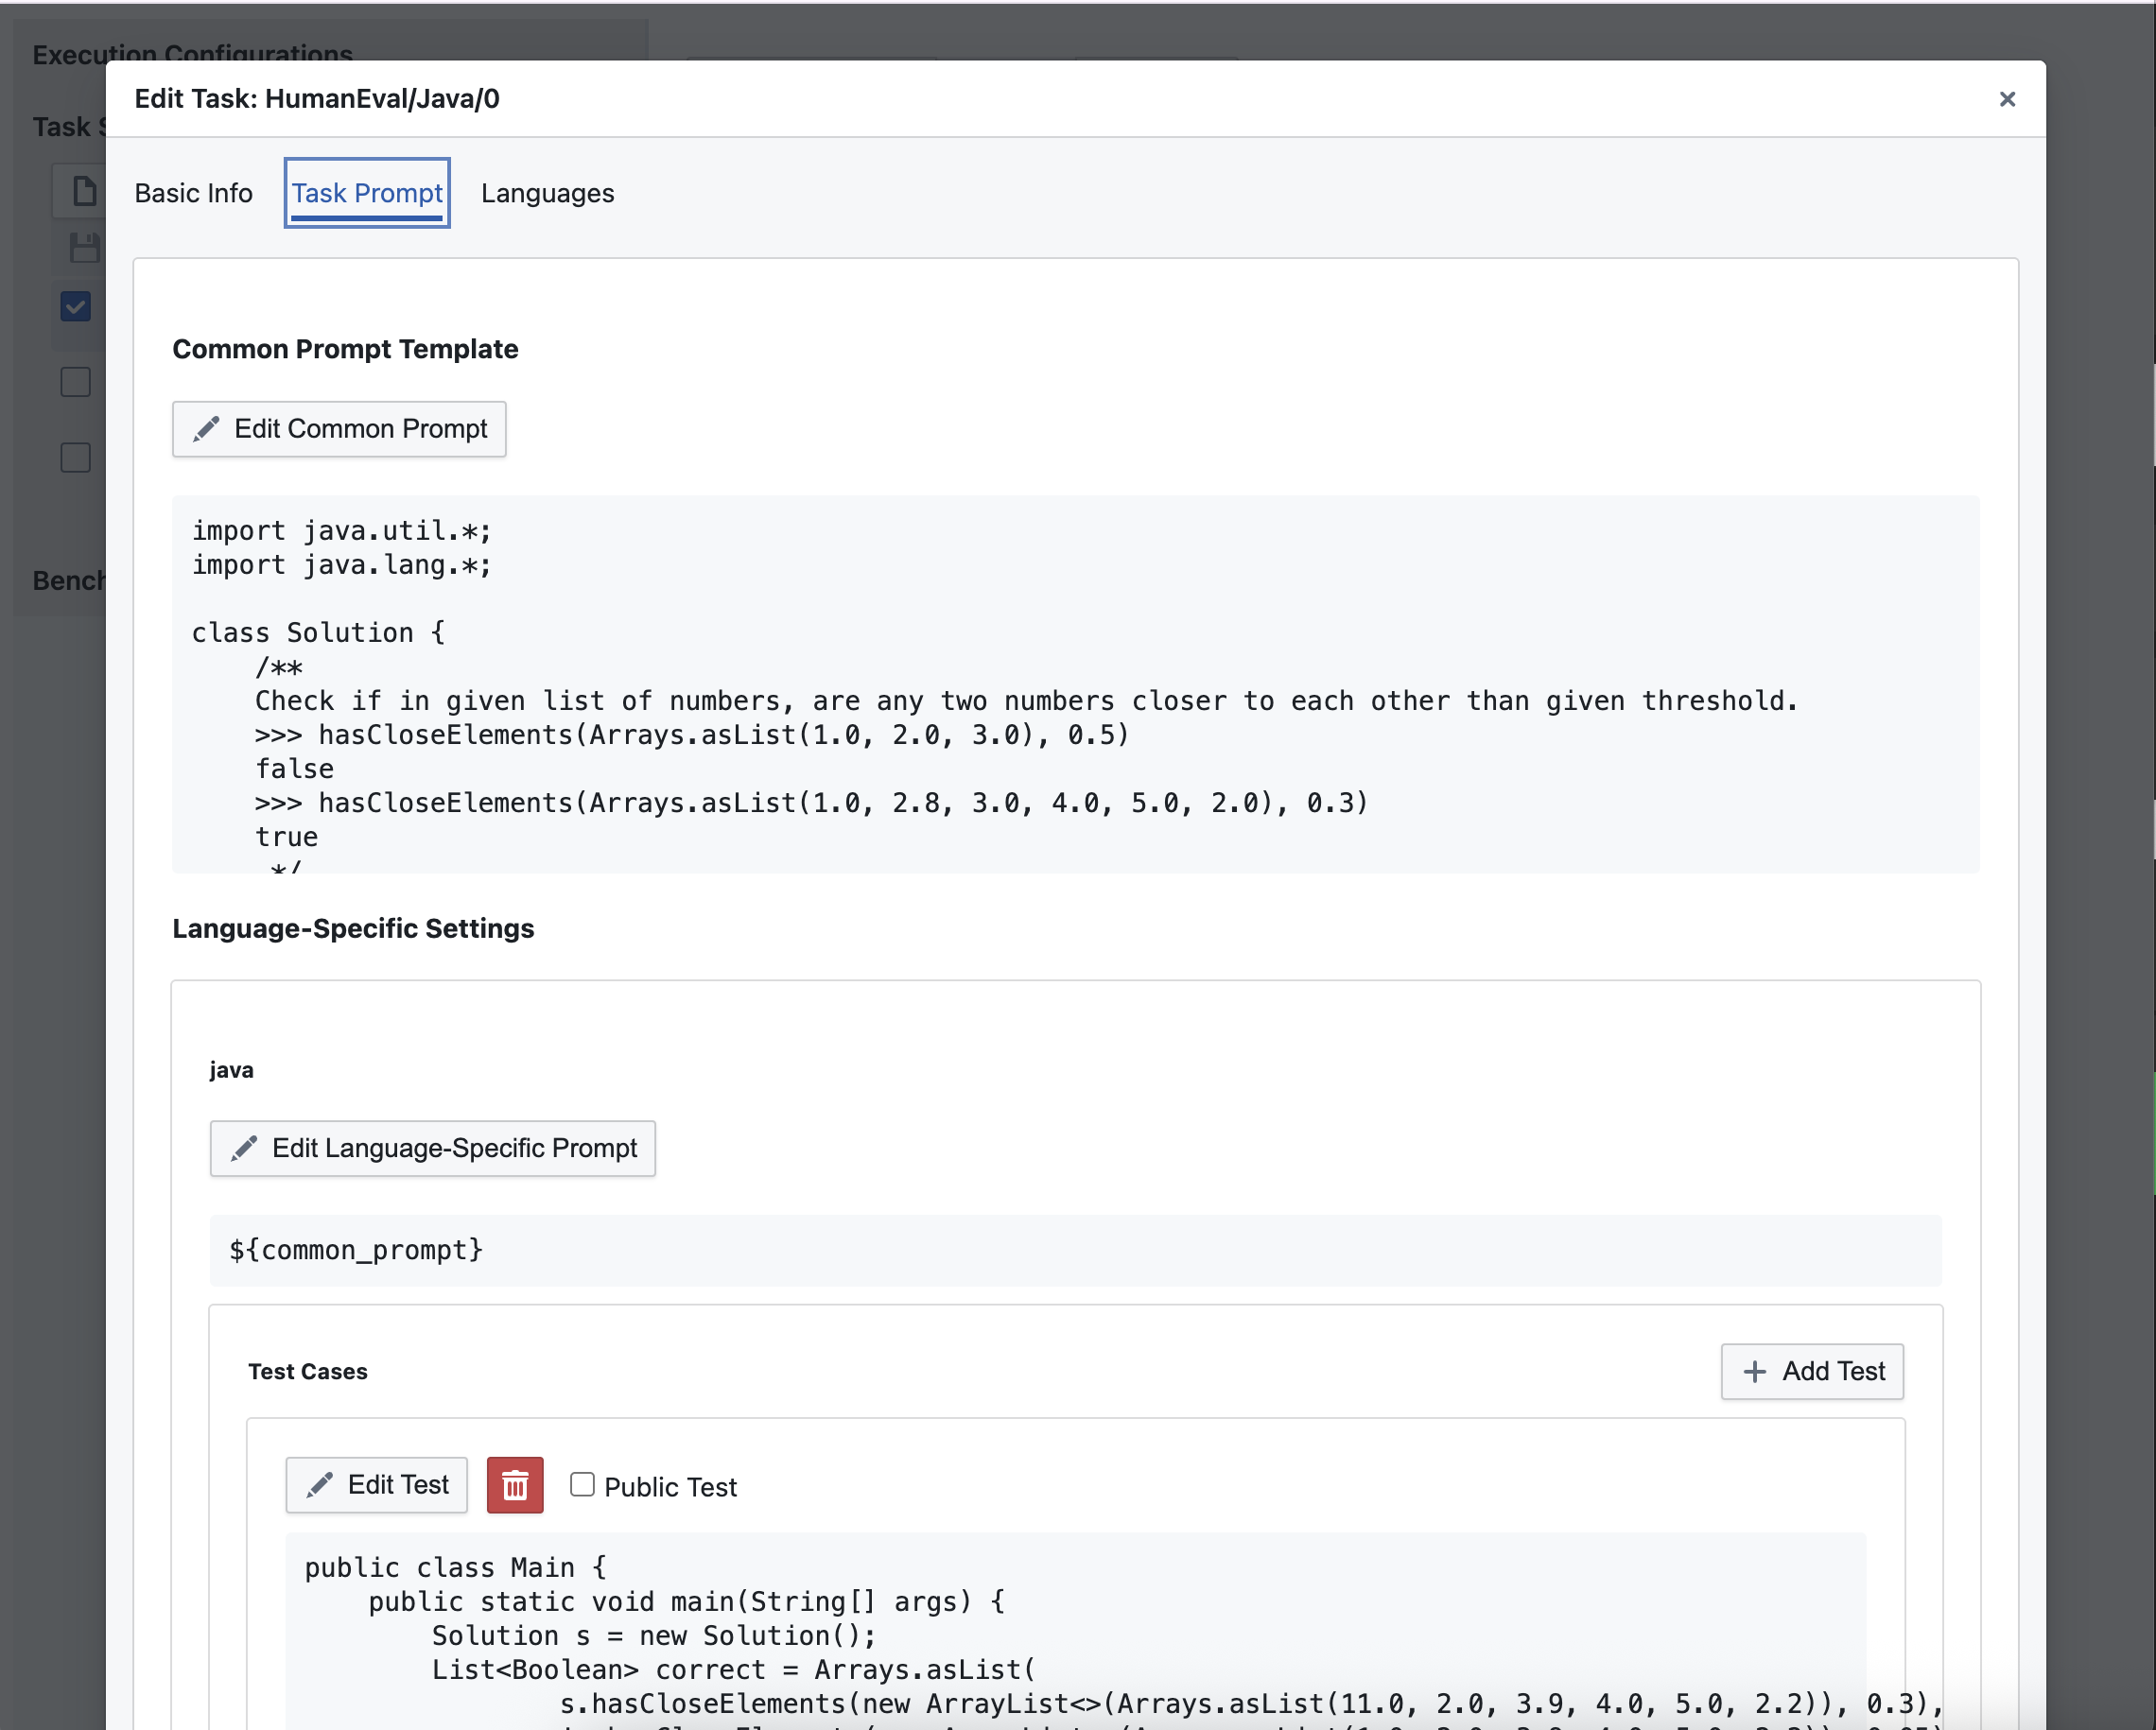 Execution Configurations
Edit Task: HumanEval/Java/0
Task S
Basic Info
Task Prompt
Languages
Common Prompt Template
Edit Common Prompt
import java.util.*;
import java.lang.*;
class Solution {
/**
Check if in given list of numbers, are any two numbers closer to each other than given threshold.
>>> hasCloseElements(Arrays.asList(1.0, 2.0, 3.0), 0.5)
false
>>> hasCloseElements(Arrays.asList(1.0, 2.8, 3.0, 4.0, 5.0, 2.0), 0.3)
true
*/
Bench
Language-Specific Settings
java
Edit Language-Specific Prompt
${common_prompt}
Test Cases
Add Test
Edit Test
Public Test
public class Main {
public static void main(String[] args) {
Solution s = new Solution();
List<Boolean> correct = Arrays.asList(
s.hasCloseElements(new ArrayList<>(Arrays.asList(11.0, 2.0, 3.9, 4.0, 5.0, 2.2)), 0.3),